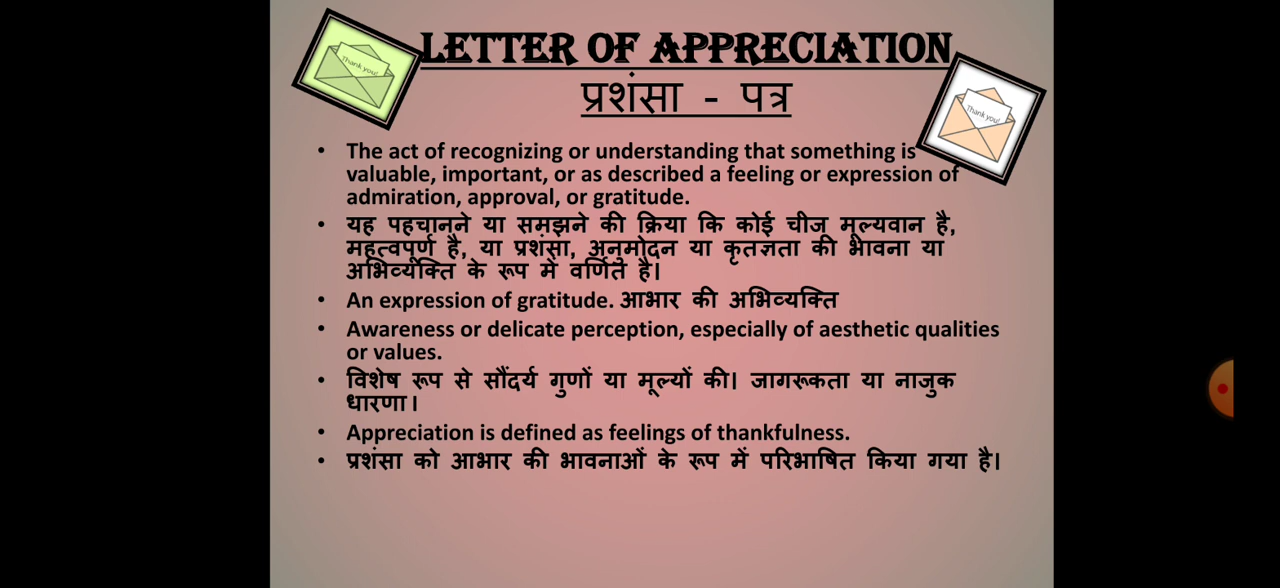 LETTER OF APPRECIATION
प्रशंसा - पत्र
Thank you!
Thank you!
• The act of recognizing or understanding that something is
valuable, important, or as described a feeling or expression of
admiration, approval, or gratitude.
• यह पहचानने या समझने की क्रिया कि कोई चीज मूल्यवान है,
महत्वपूर्ण है, या प्रशंसा, अनुमोदन या कृतज्ञता की भावना या
अभिव्यक्ति के रूप में वर्णित है।
• An expression of gratitude. आभार की अभिव्यक्ति
• Awareness or delicate perception, especially of aesthetic qualities
or values.
• विशेष रूप से सौंदर्य गुणों या मूल्यों की। जागरूकता या नाजुक
धारणा।
• Appreciation is defined as feelings of thankfulness.
• प्रशंसा को आभार की भावनाओं के रूप में परिभाषित किया गया है।